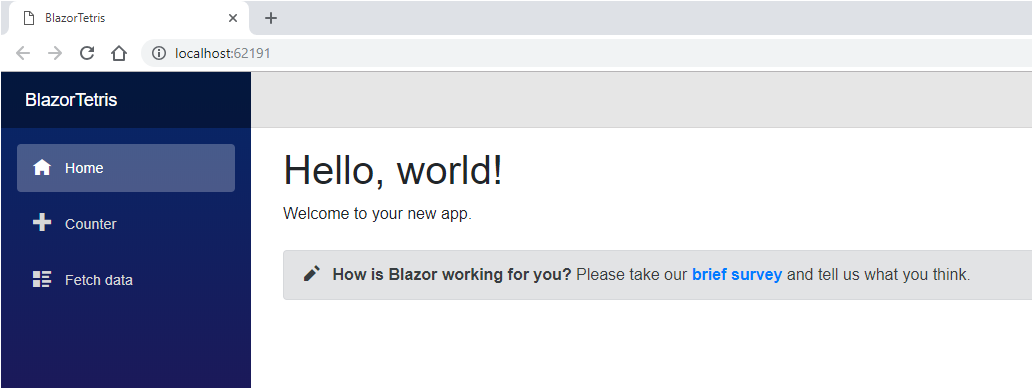 BlazorTetris
localhost:62191
BlazorTetris
Home
Counter
Fetch data
Hello, world!
Welcome to your new app.
How is Blazor working for you? Please take our brief survey and tell us what you think.